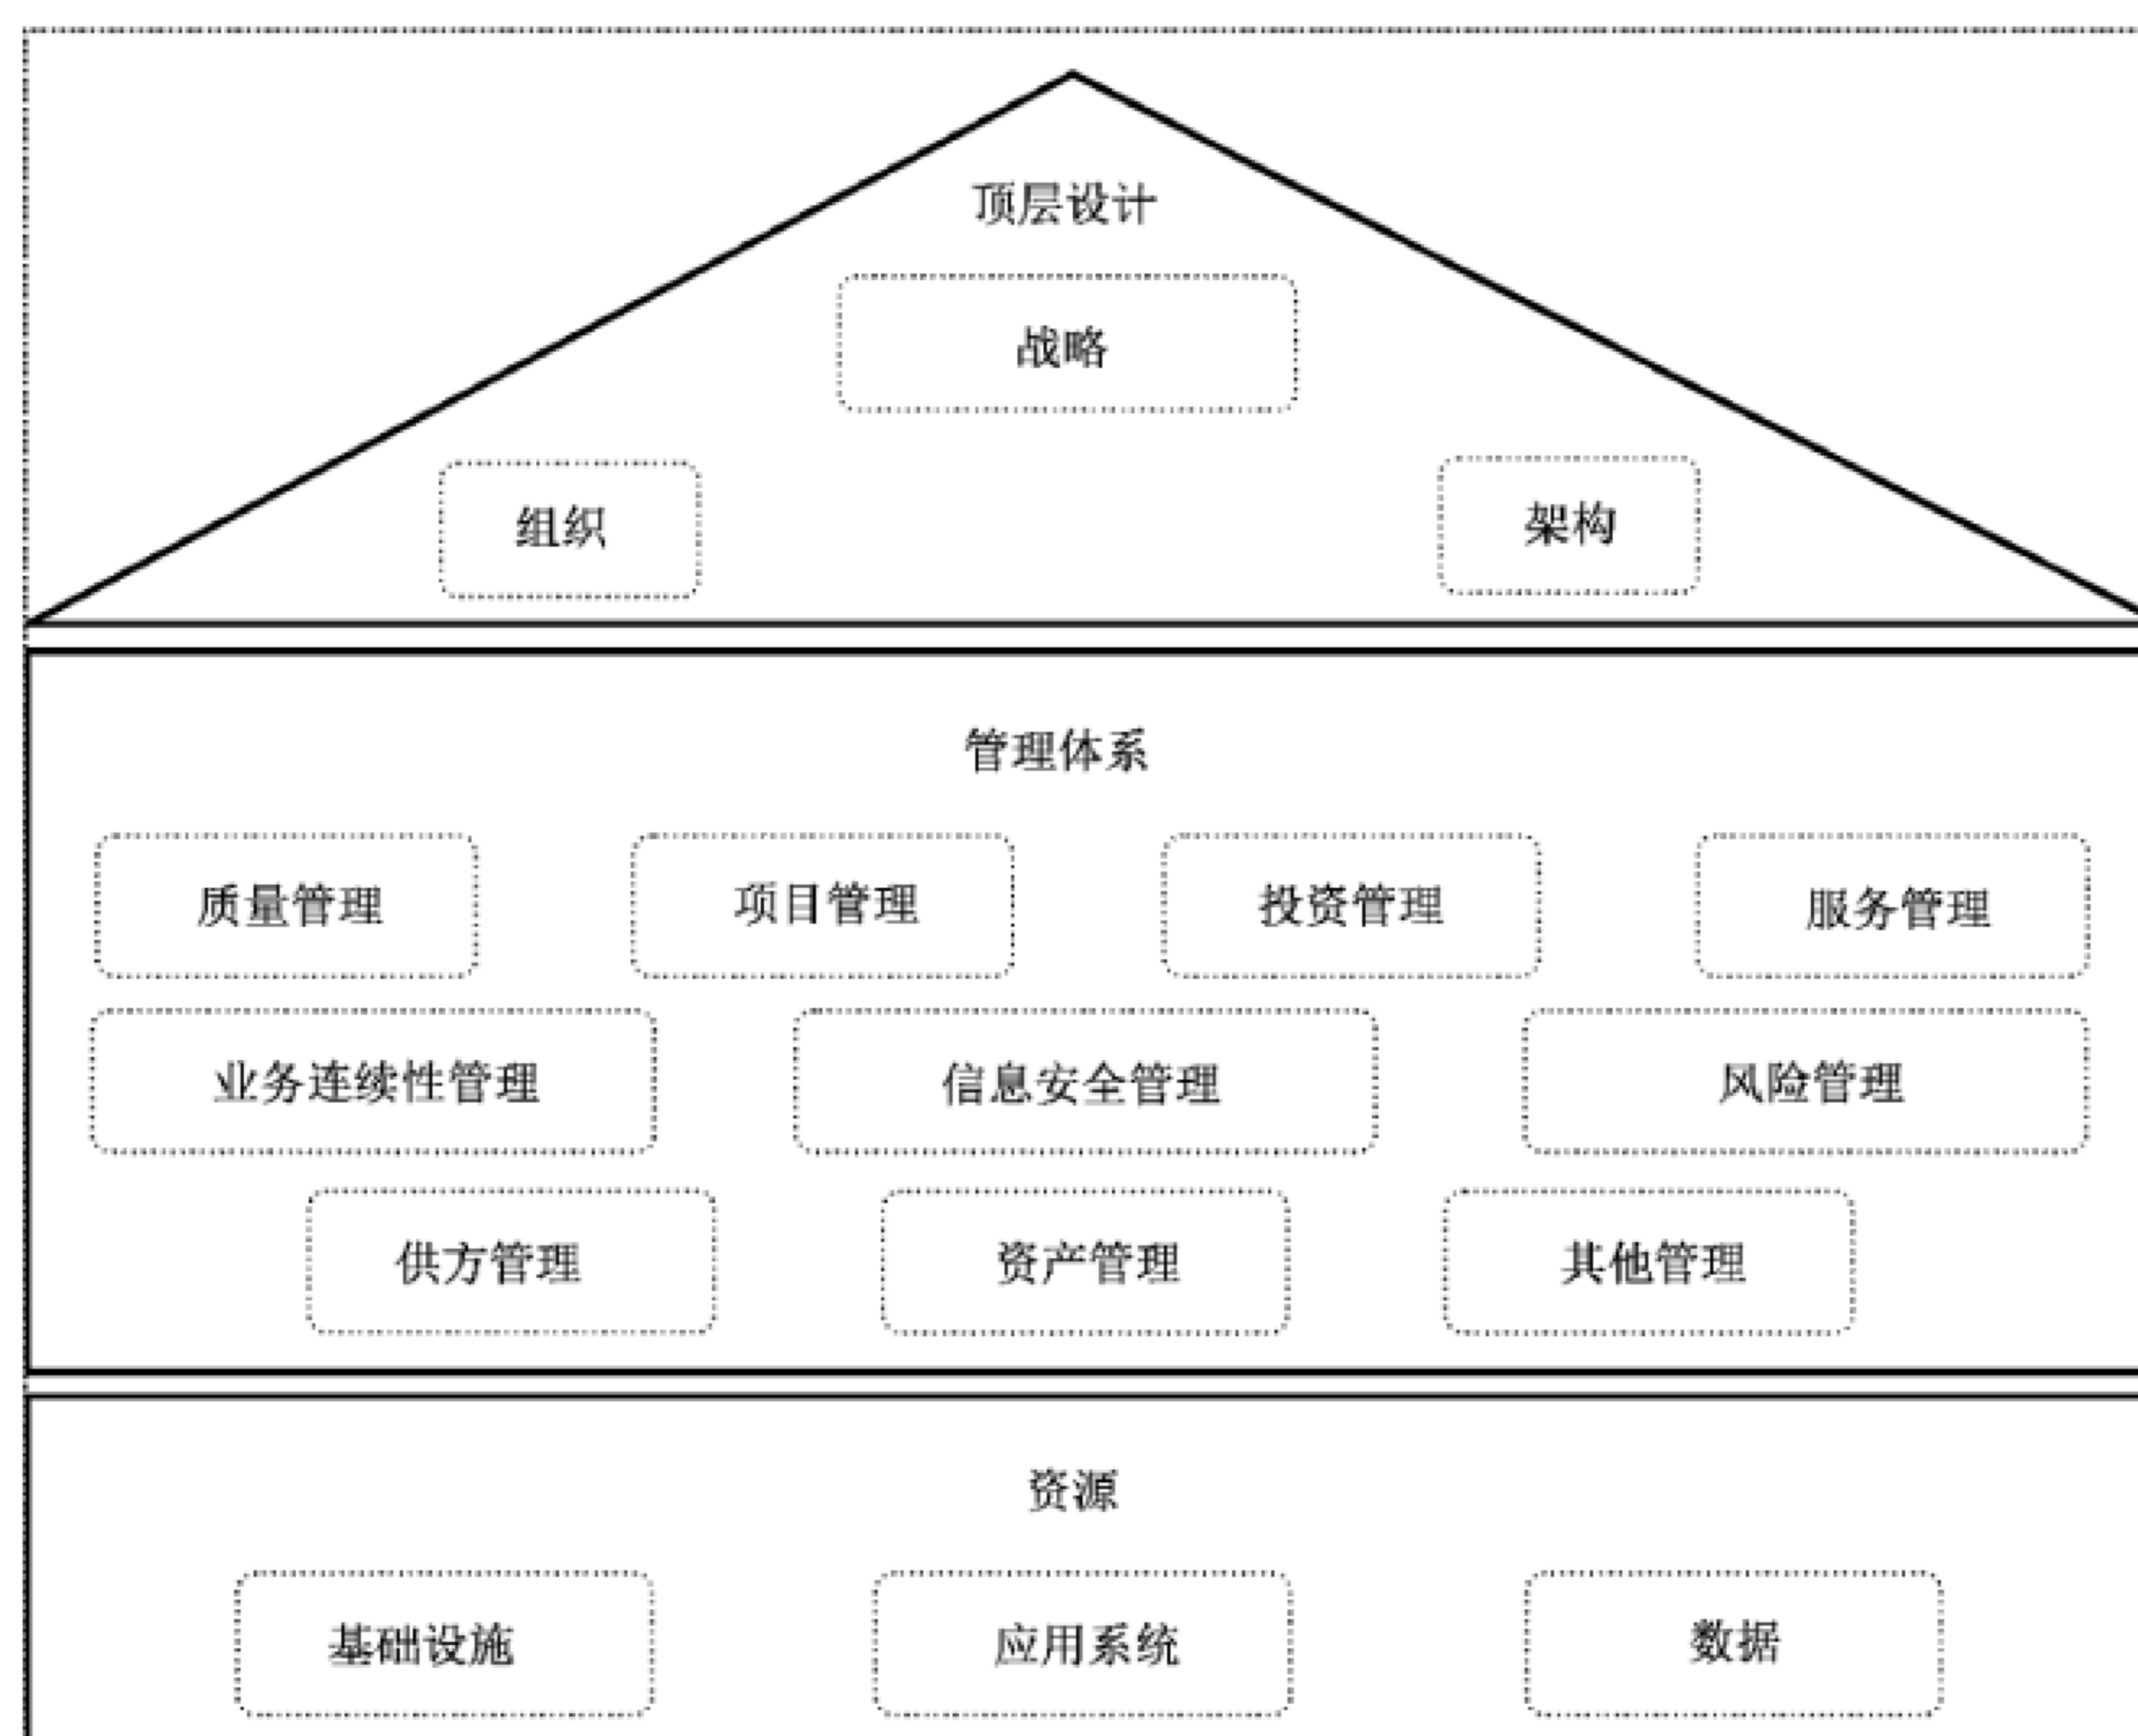 顶层设计
战略
组织 架构
管理体系
质量管理 项目管理 投资管理 服务管理
业务连续性管理 信息安全管理 风险管理
供方管理 资产管理 其他管理
资源
基础设施 应用系统 数据